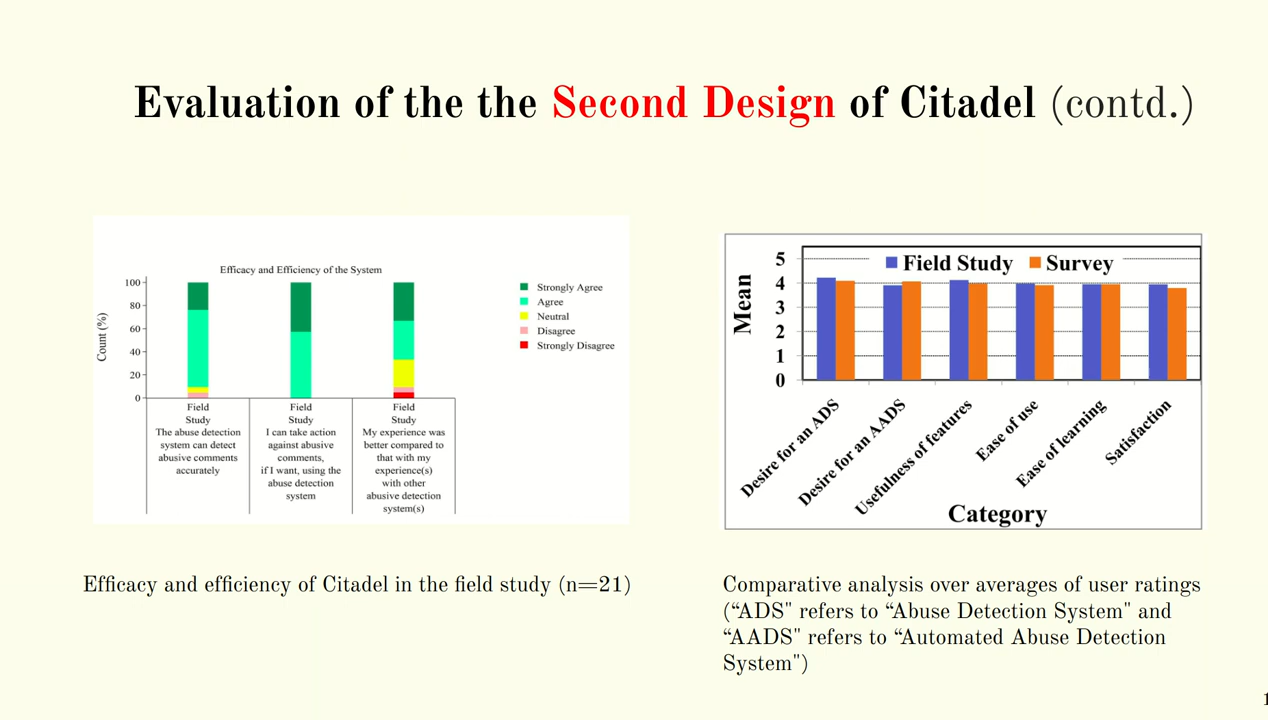 Evaluation of the the Second Design of Citadel (contd.)
Efficacy and Efficiency of the System
Count (%)
100
80
60
40
20
0
Strongly Agree
Agree
Neutral
Disagree
Strongly Disagree
Field
Study
The abuse detection
system can detect
abusive comments
accurately
Field
Study
I can take action
against abusive
comments,
if I want, using the
abuse detection
system
Field
Study
My experience was
better compared to
that with my
experience(s)
with other
abusive detection
system(s)
Efficacy and efficiency of Citadel in the field study (n=21)
Mean
5
4
3
2
1
0
Field Study
Survey
Desire for an ADS
Desire for an AADS
Usefulness of features
Ease of use
Ease of learning
Satisfaction
Category
Comparative analysis over averages of user ratings
(“ADS" refers to “Abuse Detection System" and
“AADS" refers to “Automated Abuse Detection
System")
1